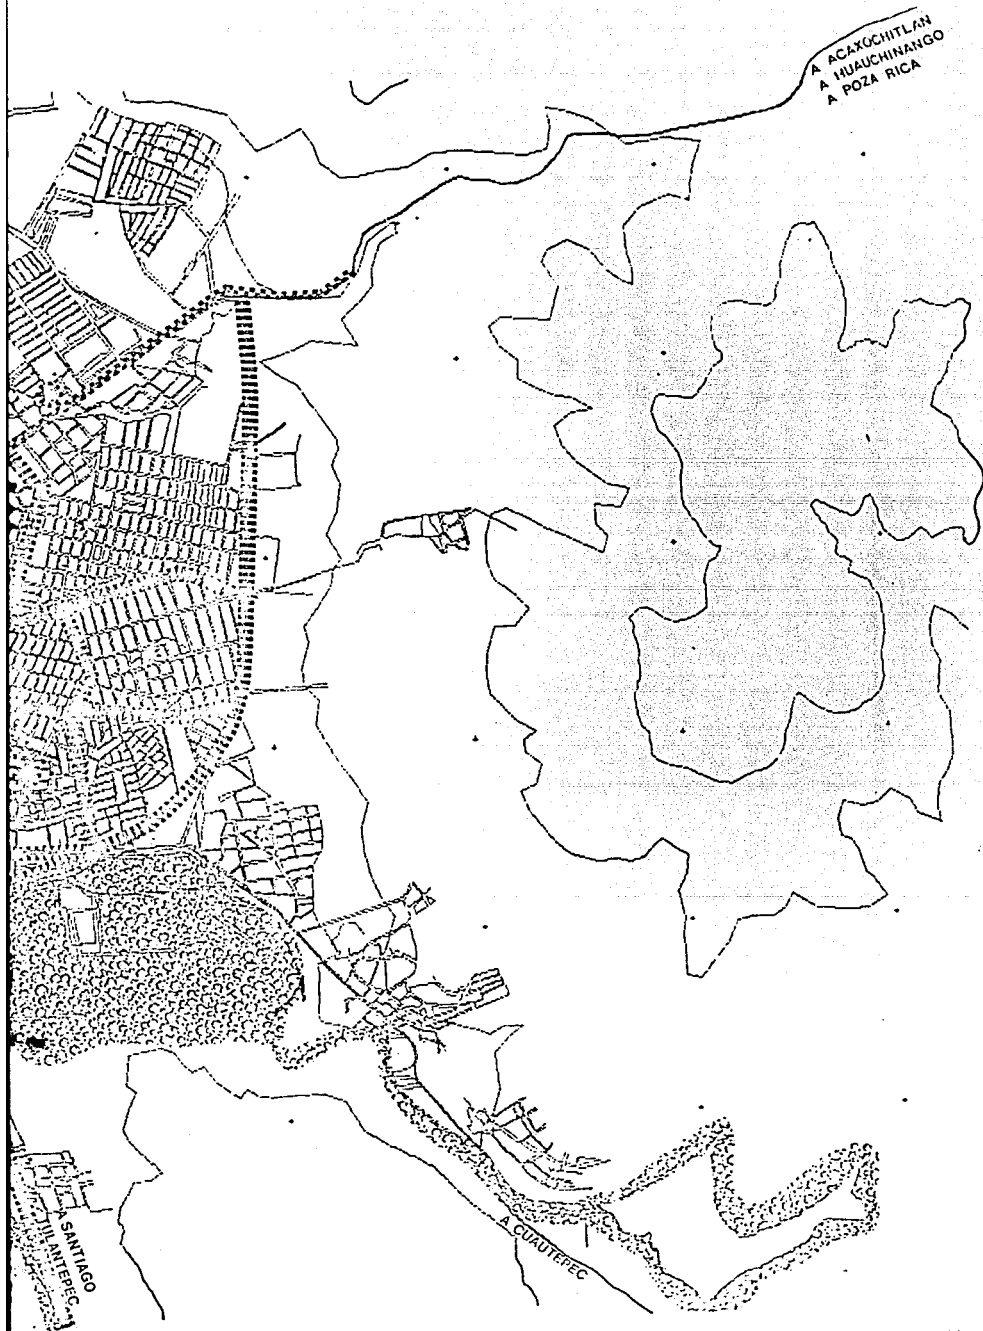 A ACAXOCHITLAN
A HUAUCHINANGO
A POZA RICA
A CUAUTEPEC
A SANTIAGO
TULANTEPEC